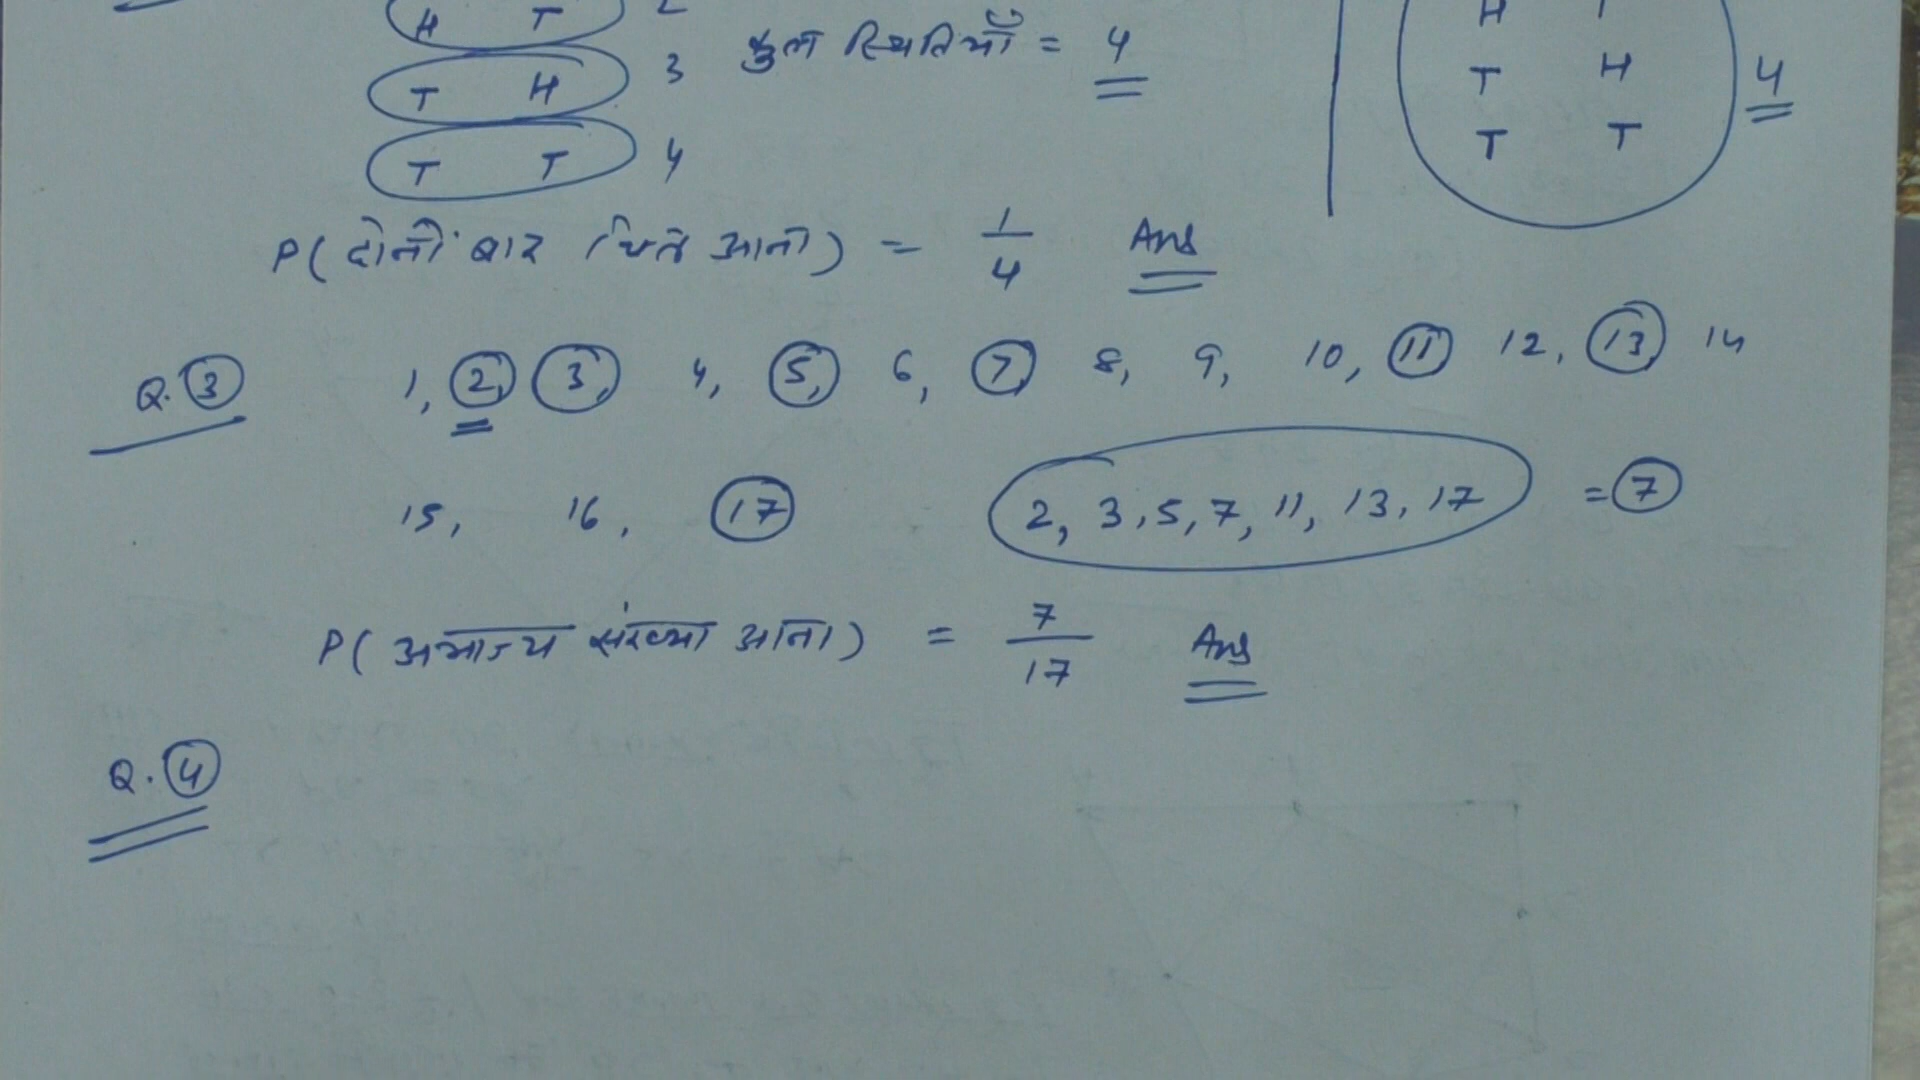 H T 2
T H 3 कुल स्थितियाँ = 4
T T 4
H T
T H 4
T T
P( दोनों बार चित आना ) = 1/4 Ans
Q. 3 1, 2, 3, 4, 5, 6, 7, 8, 9, 10, 11 12, 13, 14
15, 16, 17 2, 3, 5, 7, 11, 13, 17 = 7
P( अभाज्य संख्या आना ) = 7/17 Ans
Q. 4